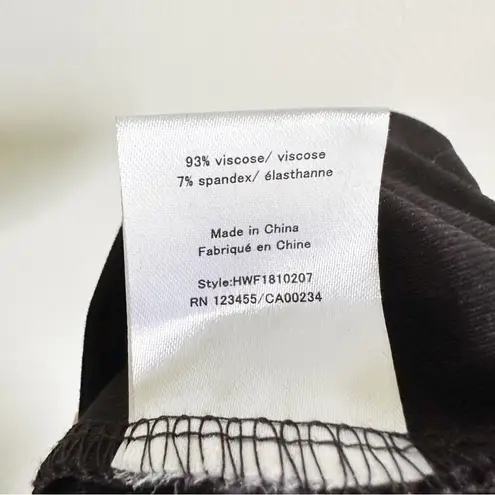 93% viscose/ viscose
7% spandex/ élasthanne
Made in China
Fabriqué en Chine
Style:HWF1810207
RN 123455/CA00234